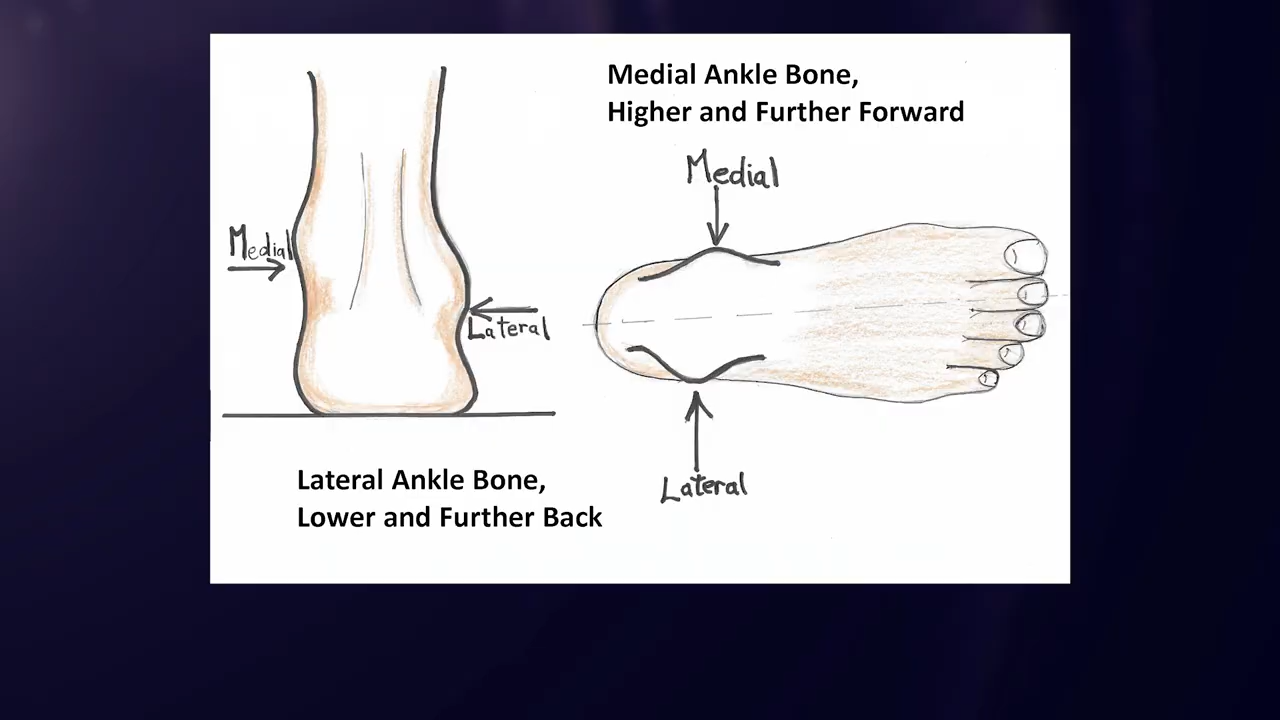 Medial Ankle Bone,
Higher and Further Forward
Medial
Medial
Lateral
Lateral
Lateral Ankle Bone,
Lower and Further Back